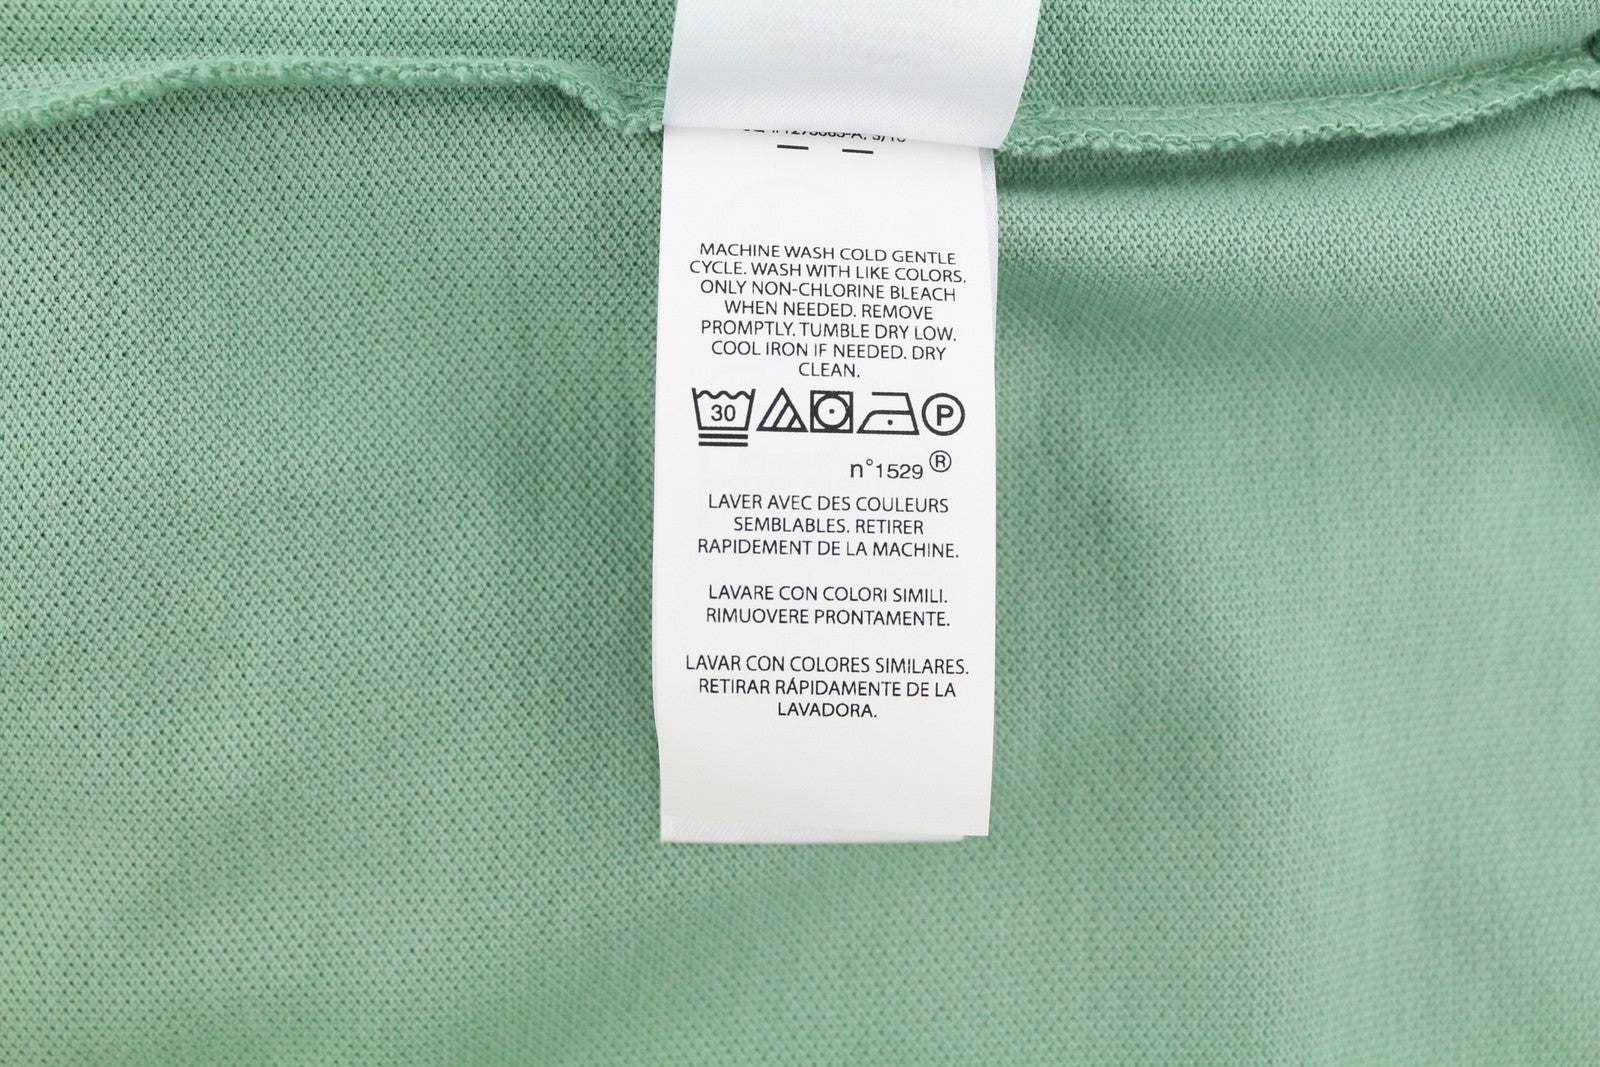 MACHINE WASH COLD GENTLE
CYCLE. WASH WITH LIKE COLORS.
ONLY NON-CHLORINE BLEACH
WHEN NEEDED. REMOVE
PROMPTLY. TUMBLE DRY LOW.
COOL IRON IF NEEDED. DRY
CLEAN.
30 P
n°1529 ®
LAVER AVEC DES COULEURS
SEMBLABLES. RETIRER
RAPIDEMENT DE LA MACHINE.
LAVARE CON COLORI SIMILI.
RIMUOVERE PRONTAMENTE.
LAVAR CON COLORES SIMILARES.
RETIRAR RÁPIDAMENTE DE LA
LAVADORA.